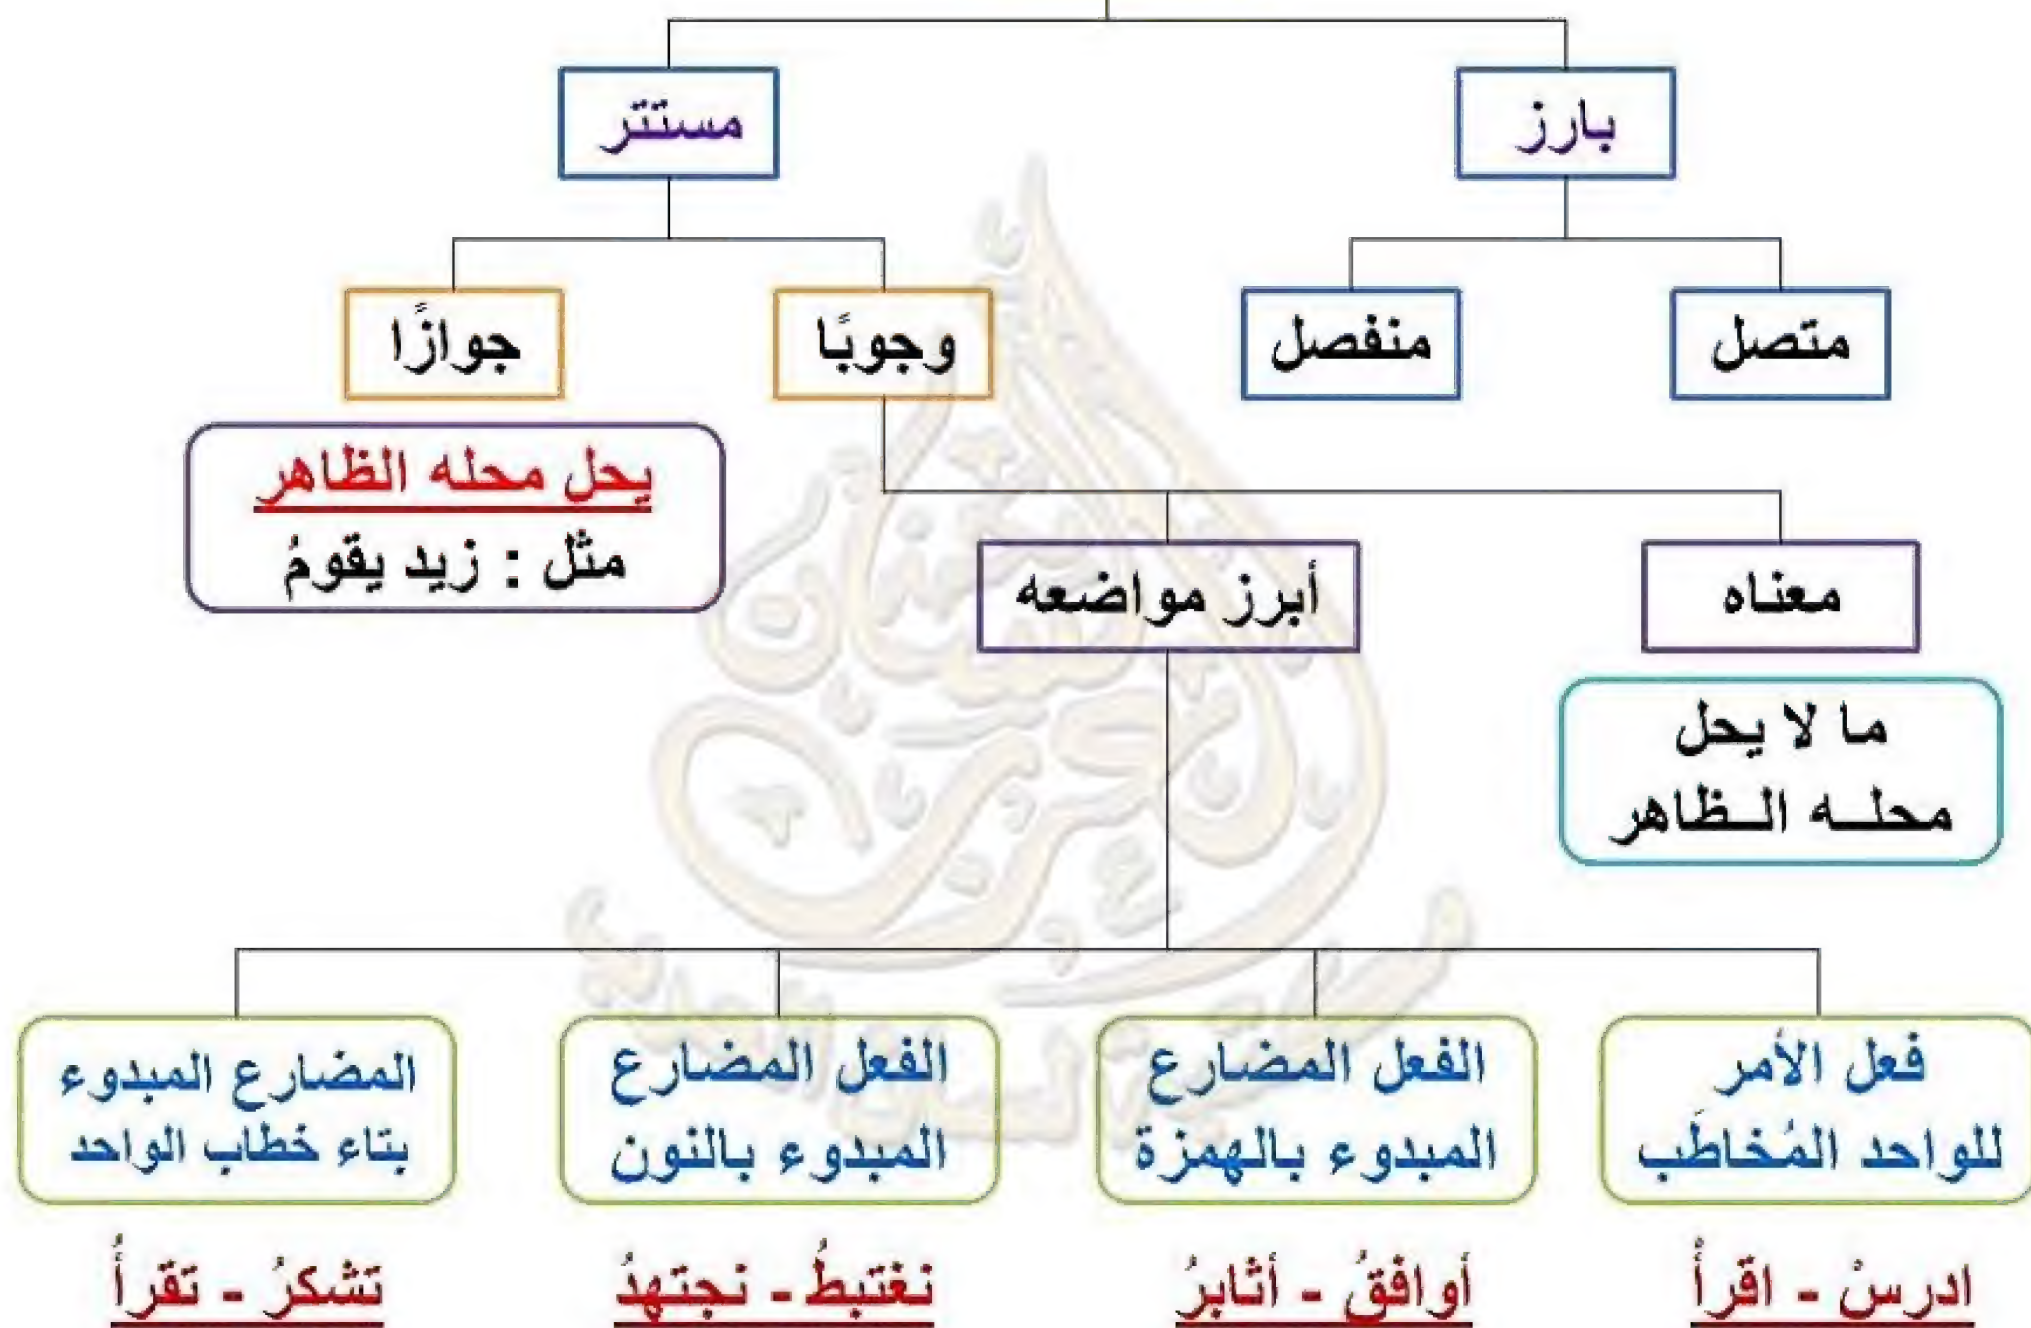 بارز
مستتر
متصل
منفصل
وجوبًا
جوازًا
يحل محله الظاهر
مثل : زيد يقومُ
معناه
أبرز مواضعه
ما لا يحل
محلــه الــظاهر
فعل الأمر
للواحد المُخاطَب
الفعل المضارع
المبدوء بالهمزة
الفعل المضارع
المبدوء بالنون
المضارع المبدوء
بتاء خطاب الواحد
ادرسْ - اقرأْ
أوافقُ - أثابرُ
نغتبطُ - نجتهدُ
تشكرُ - تقرأُ